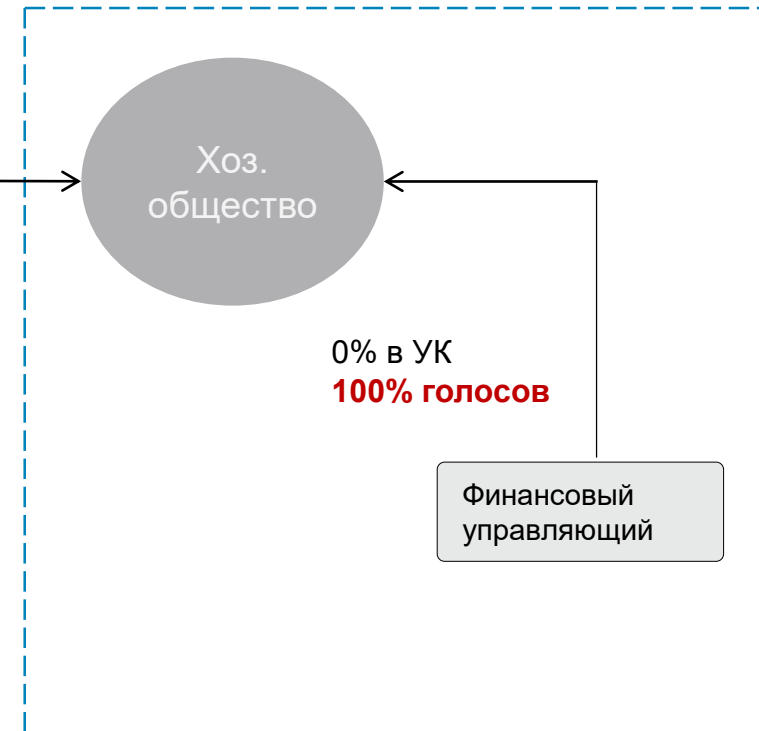 Хоз.
общество
0% в УК
100% голосов
Финансовый
управляющий